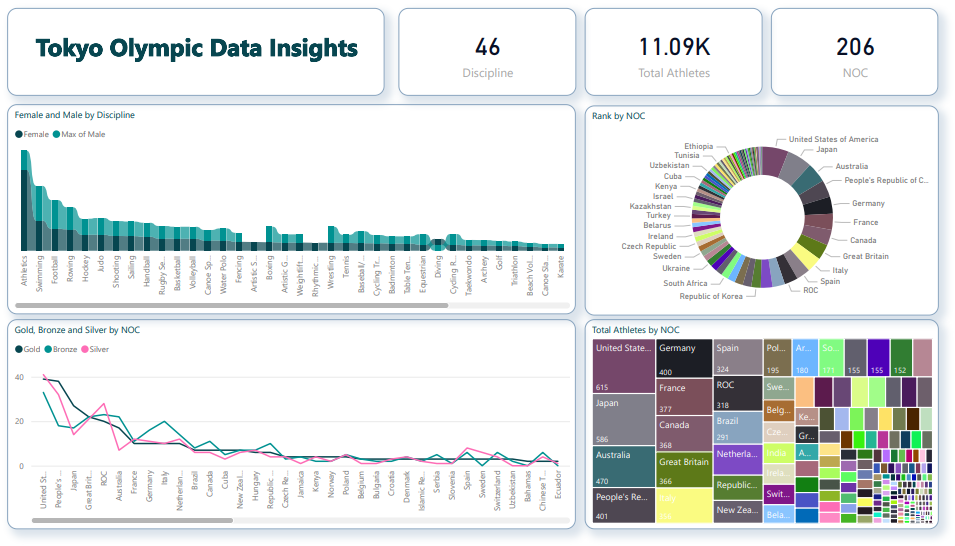 Tokyo Olympic Data Insights
46
Discipline
11.09K
Total Athletes
206
NOC
Female and Male by Discipline
Female Max of Male
Athletics
Swimming
Football
Rowing
Hockey
Judo
Shooting
Sailing
Handball
Rugby Se...
Basketball
Volleyball
Canoe Sp...
Water Polo
Fencing
Artistic S...
Boxing
Artistic G...
Weightlift...
Rhythmic...
Wrestling
Tennis
Baseball/...
Cycling Tr...
Badminton
Table Ten...
Equestrian
Diving
Cycling R...
Taekwondo
Archery
Golf
Triathlon
Beach Vol...
Canoe Sla...
Karate
Rank by NOC
United States of America
Japan
Australia
People's Republic of C...
Germany
France
Canada
Great Britain
Italy
Spain
ROC
Republic of Korea
South Africa
Ukraine
Sweden
Czech Republic
Ireland
Belarus
Turkey
Kazakhstan
Israel
Kenya
Cuba
Uzbekistan
Tunisia
Ethiopia
Gold, Bronze and Silver by NOC
Gold Bronze Silver
40
20
0
United St...
People's ...
Japan
Great Brit...
ROC
Australia
France
Germany
Italy
Netherlan...
Brazil
Canada
Cuba
New Zeal...
Hungary
Republic ...
Czech Re...
Jamaica
Kenya
Norway
Poland
Belgium
Bulgaria
Croatia
Denmark
Islamic Re...
Serbia
Slovenia
Spain
Sweden
Switzerland
Uzbekistan
Bahamas
Chinese T...
Ecuador
Total Athletes by NOC
United State...
615
Japan
586
Australia
470
People's Re...
401
Germany
400
France
377
Canada
368
Great Britain
366
Spain
324
ROC
318
Brazil
291
Netherla...
Republic...
New Zea...
Pol...
195
Swe...
Belg...
Cze...
India
Irela...
Swit...
Bela...
Ar...
180
Ke...
Gr...
A...
So...
171
155
155
152